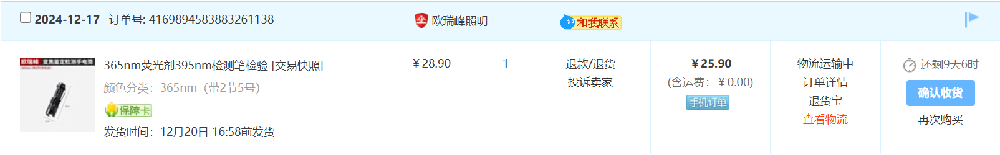 2024-12-17 订单号: 4169894583883261138
欧瑞峰照明
和我联系
欧瑞峰
365nm荧光剂395nm检测笔检验 [交易快照]
颜色分类：365nm（带2节5号）
保障卡
发货时间：12月20日 16:58前发货
￥28.90
1
退款/退货
投诉卖家
￥25.90
(含运费：￥0.00)
手机订单
物流运输中
订单详情
退货宝
查看物流
还剩9天6时
确认收货
再次购买